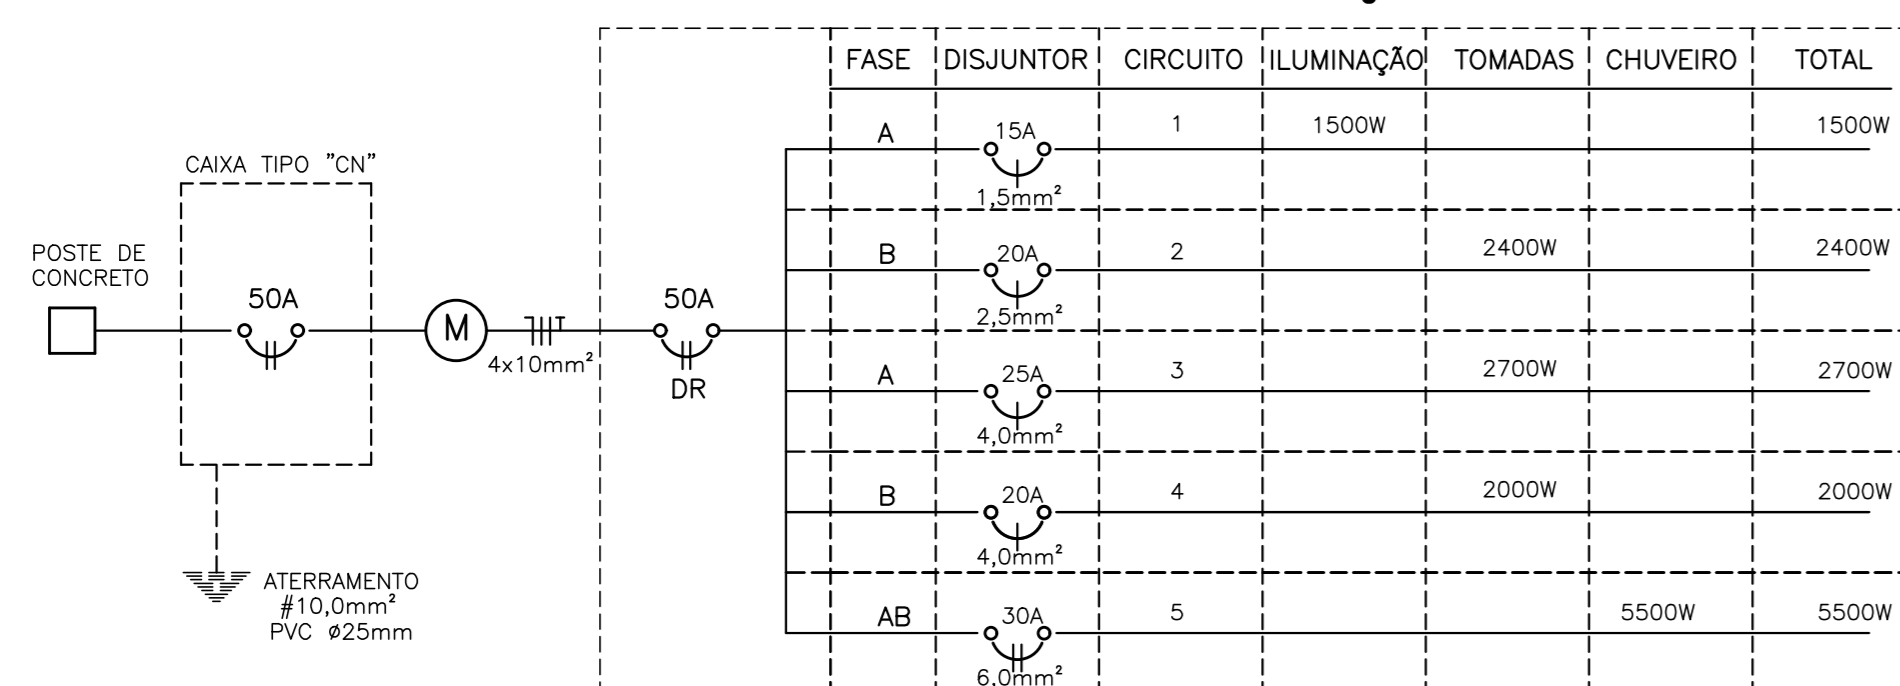 FASE DISJUNTOR CIRCUITO ILUMINAÇÃO TOMADAS CHUVEIRO TOTAL
A 15A 1 1500W 1500W
1,5mm²
B 20A 2 2400W 2400W
2,5mm²
A 25A 3 2700W 2700W
4,0mm²
B 20A 4 2000W 2000W
4,0mm²
AB 30A 5 5500W 5500W
6,0mm²
CAIXA TIPO "CN"
POSTE DE
CONCRETO
50A
M
4x10mm²
50A
DR
ATERRAMENTO
#10,0mm²
PVC ø25mm